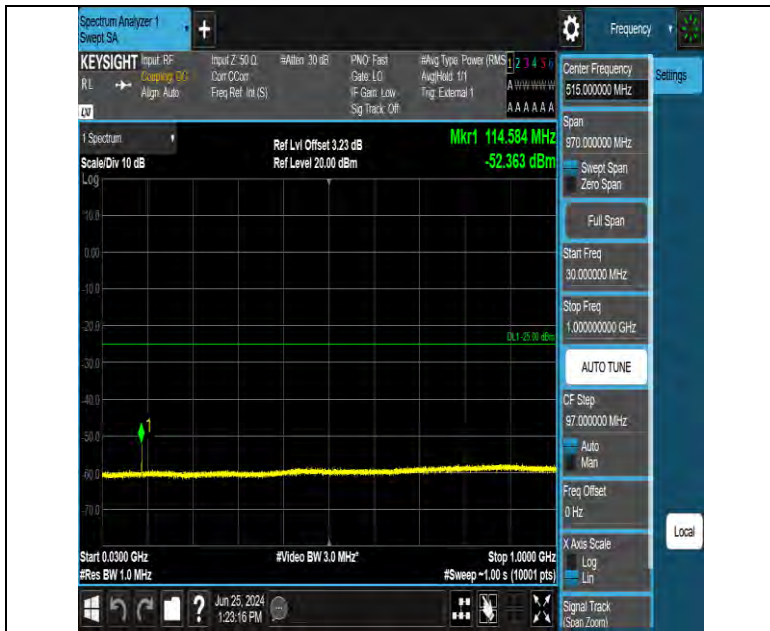 Spectrum Analyzer 1
Swept SA
+
Frequency
KEYSIGHT
RL
LXI
Input: RF
Coupling: DC
Align: Auto
Input Z: 50 Ω
Corr CCorr
Freq Ref: Int (S)
#Atten: 30 dB
PNO: Fast
Gate: LO
IF Gain: Low
Sig Track: Off
#Avg Type: Power (RMS
Avg|Hold: 1/1
Trig: External 1
1 2 3 4 5 6
A W W W W W
A A A A A A
Settings
1 Spectrum
Scale/Div 10 dB
Ref Lvl Offset 3.23 dB
Ref Level 20.00 dBm
Mkr1 114.584 MHz
-52.363 dBm
Log
10.0
0.00
-10.0
-20.0
-30.0
-40.0
-50.0
-60.0
-70.0
DL1 -25.00 dBm
1
Start 0.0300 GHz
#Res BW 1.0 MHz
#Video BW 3.0 MHz*
Stop 1.0000 GHz
#Sweep ~1.00 s (10001 pts)
Center Frequency
515.000000 MHz
Span
970.000000 MHz
Swept Span
Zero Span
Full Span
Start Freq
30.000000 MHz
Stop Freq
1.000000000 GHz
AUTO TUNE
CF Step
97.000000 MHz
Auto
Man
Freq Offset
0 Hz
X Axis Scale
Log
Lin
Signal Track
(Span Zoom)
Local
?
Jun 25, 2024
1:23:16 PM